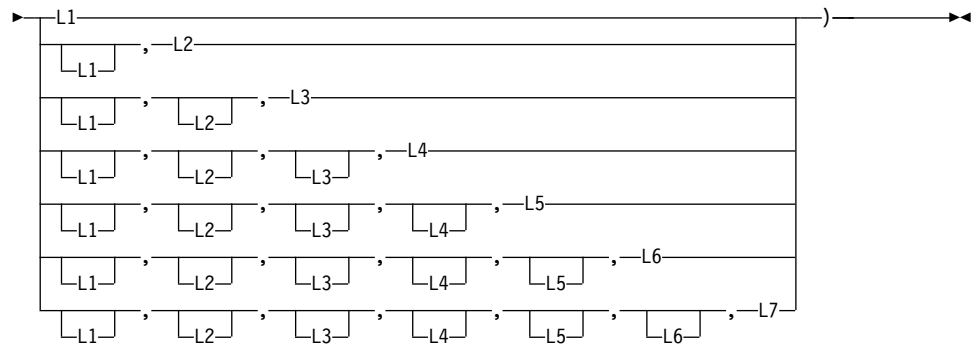 L1 )
, L2
L1
, , L3
L1 L2
, , , L4
L1 L2 L3
, , , , L5
L1 L2 L3 L4
, , , , , L6
L1 L2 L3 L4 L5
, , , , , , L7
L1 L2 L3 L4 L5 L6